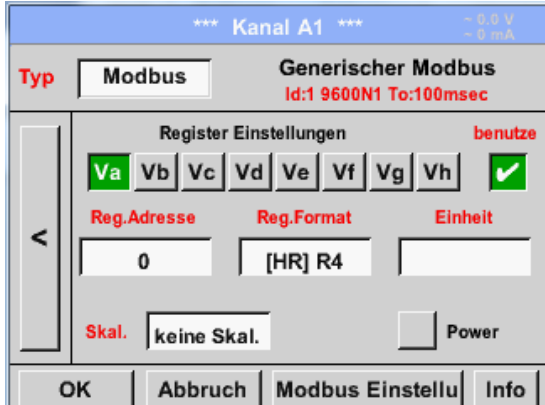 *** Kanal A1 ***
~ 0.0 V
~ 0 mA
Typ
Modbus
Generischer Modbus
Id:1 9600N1 To:100msec
Register Einstellungen
benutze
Va Vb Vc Vd Ve Vf Vg Vh
<
Reg.Adresse Reg.Format Einheit
0 [HR] R4
Skal. keine Skal. Power
OK Abbruch Modbus Einstellu Info